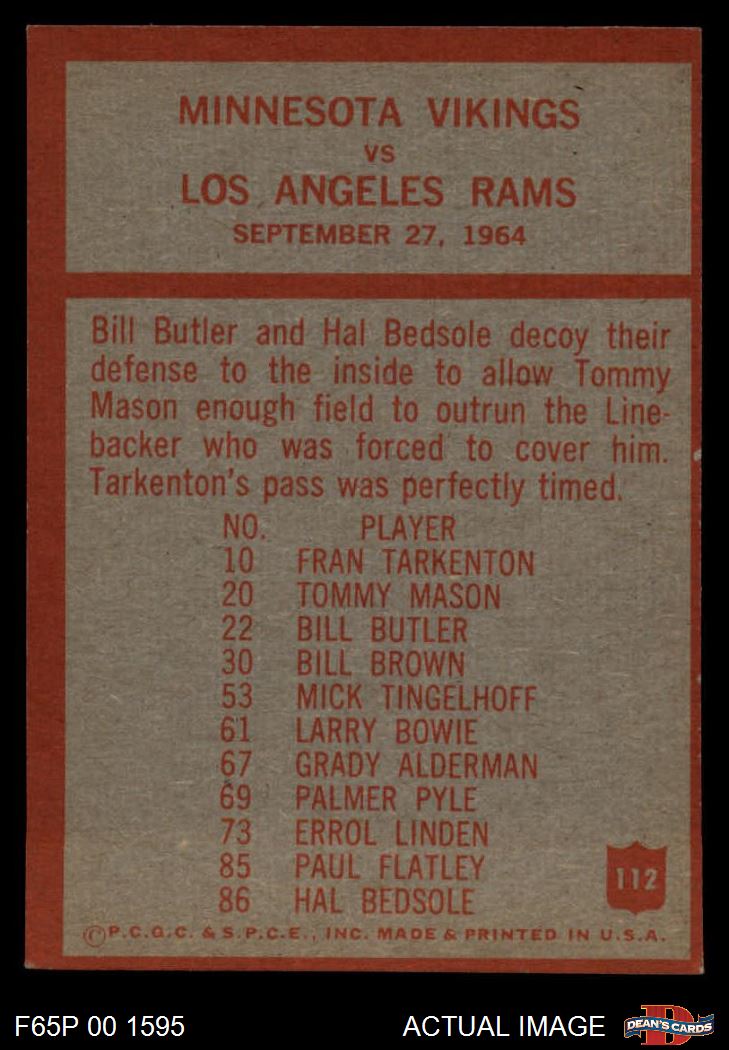 MINNESOTA VIKINGS
VS
LOS ANGELES RAMS
SEPTEMBER 27, 1964
Bill Butler and Hal Bedsole decoy their
defense to the inside to allow Tommy
Mason enough field to outrun the Line-
backer who was forced to cover him.
Tarkenton's pass was perfectly timed.
NO. PLAYER
10 FRAN TARKENTON
20 TOMMY MASON
22 BILL BUTLER
30 BILL BROWN
53 MICK TINGELHOFF
61 LARRY BOWIE
67 GRADY ALDERMAN
69 PALMER PYLE
73 ERROL LINDEN
85 PAUL FLATLEY
86 HAL BEDSOLE
112
©P.C.G.C. & S.P.C.E., INC. MADE & PRINTED IN U.S.A.
F65P 00 1595 ACTUAL IMAGE
D
DEAN'S CARDS